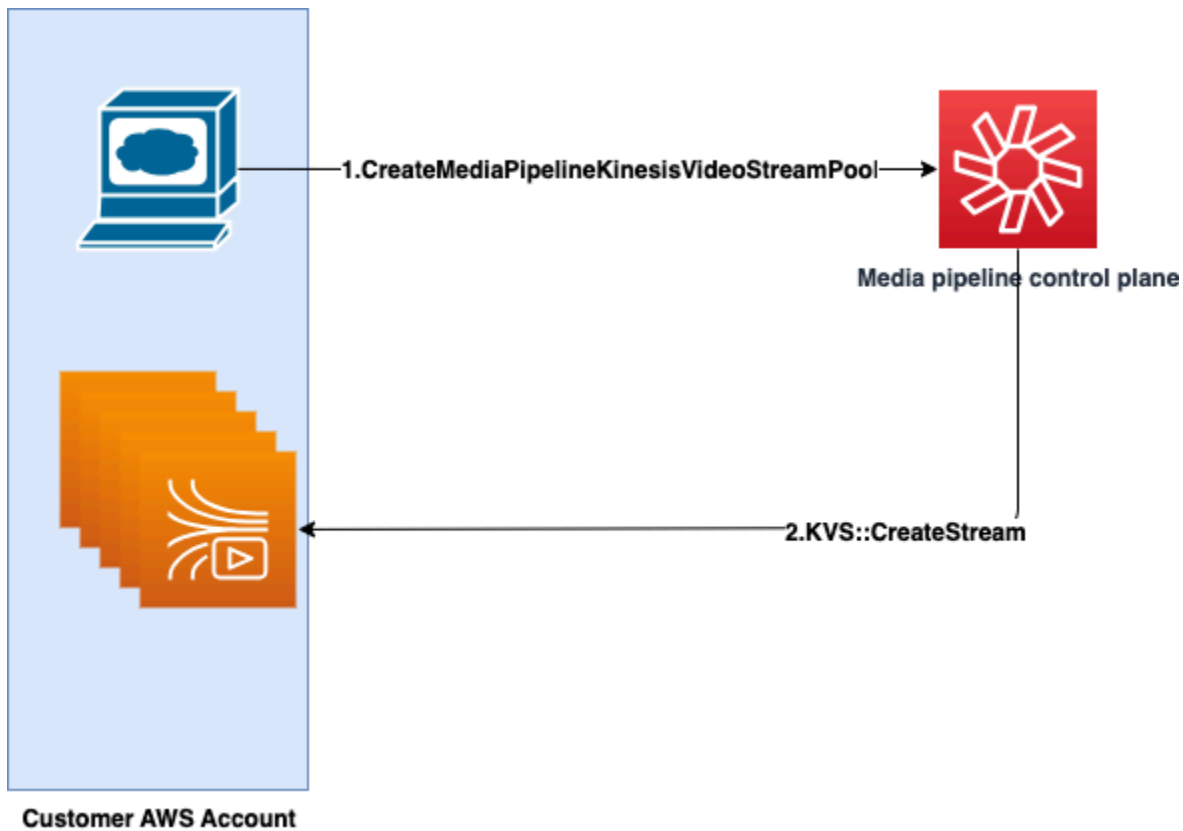 1.CreateMediaPipelineKinesisVideoStreamPool
Media pipeline control plane
2.KVS::CreateStream
Customer AWS Account